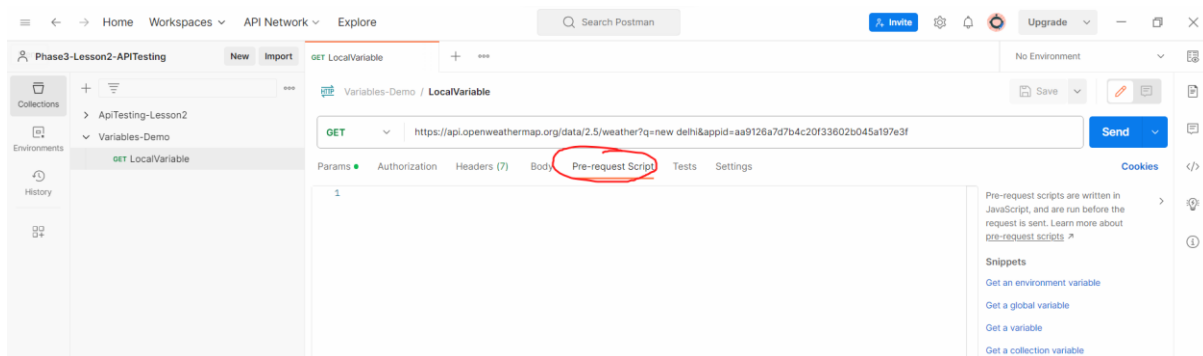 Home Workspaces API Network Explore Search Postman Invite Upgrade
Phase3-Lesson2-APITesting New Import GET LocalVariable No Environment
Collections
Environments
History
ApiTesting-Lesson2
Variables-Demo
GET LocalVariable
HTTP Variables-Demo / LocalVariable Save
GET https://api.openweathermap.org/data/2.5/weather?q=new delhi&appid=aa9126a7d7b4c20f33602b045a197e3f Send
Params Authorization Headers (7) Body Pre-request Script Tests Settings Cookies
1
Pre-request scripts are written in
JavaScript, and are run before the
request is sent. Learn more about
pre-request scripts
Snippets
Get an environment variable
Get a global variable
Get a variable
Get a collection variable